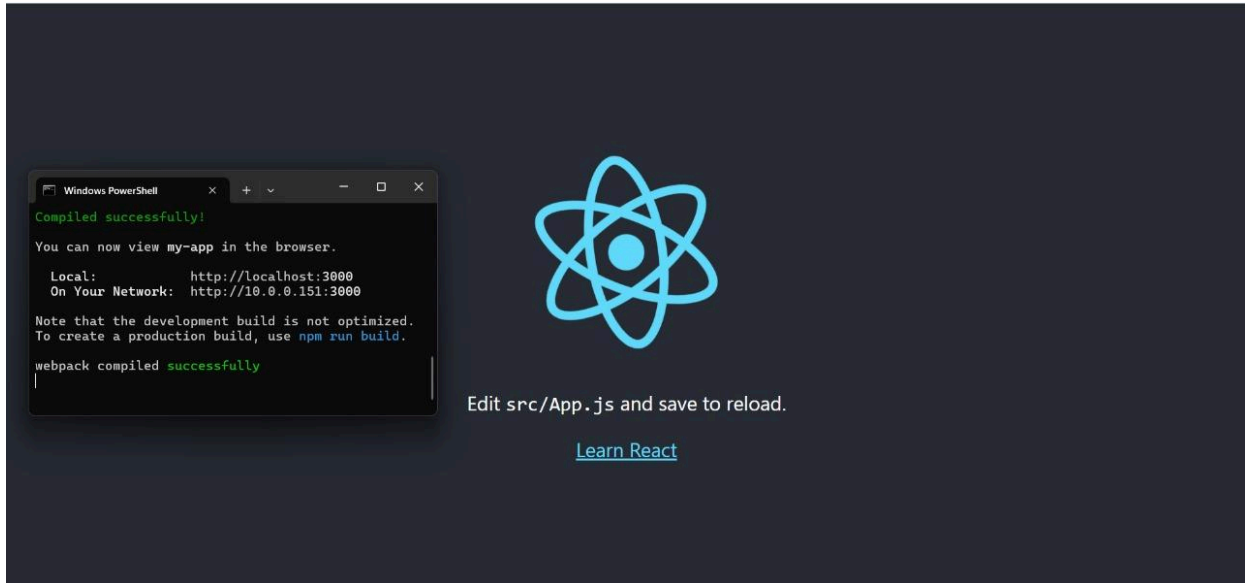 Windows PowerShell
Compiled successfully!
You can now view my-app in the browser.
Local: http://localhost:3000
On Your Network: http://10.0.0.151:3000
Note that the development build is not optimized.
To create a production build, use npm run build.
webpack compiled successfully
Edit src/App.js and save to reload.
Learn React